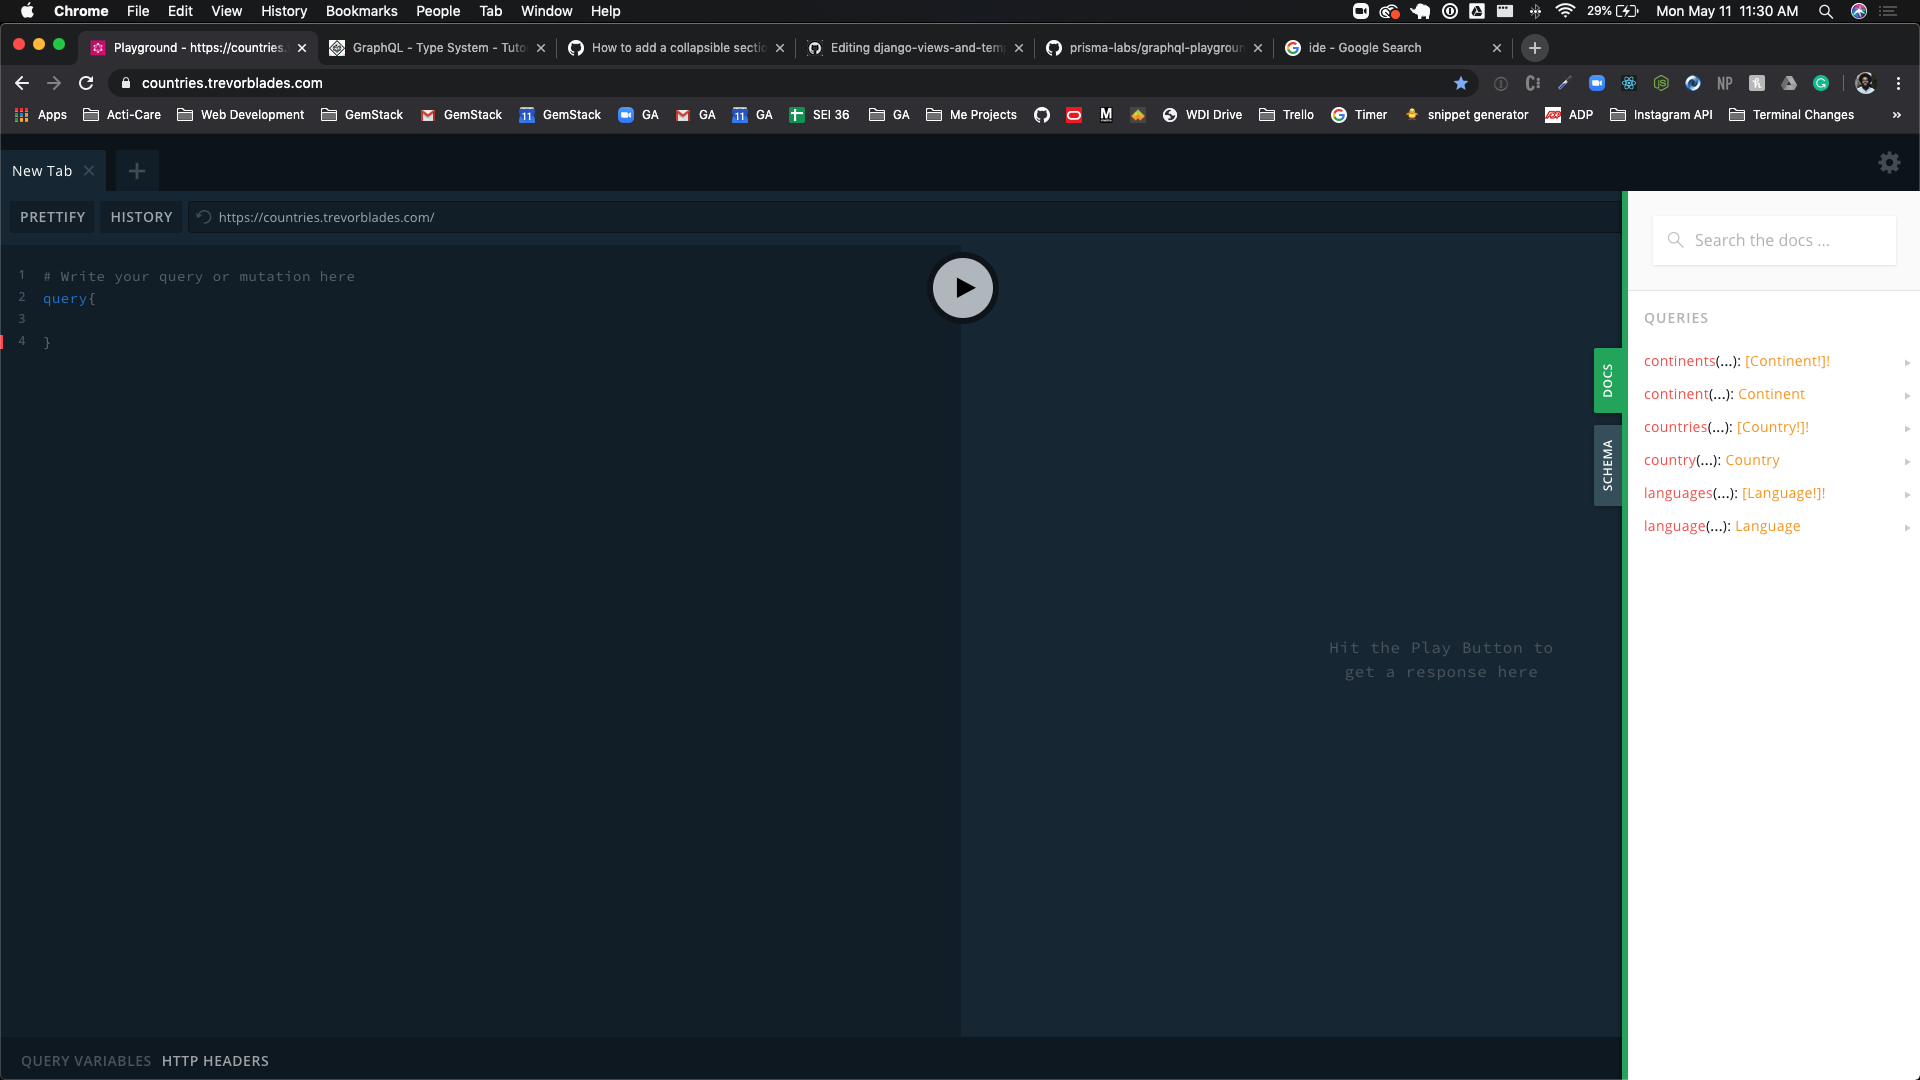 Chrome File Edit View History Bookmarks People Tab Window Help 29% Mon May 11 11:30 AM
Playground - https://countries. GraphQL - Type System - Tuto How to add a collapsible sectio Editing django-views-and-tem prisma-labs/graphql-playgroun ide - Google Search
countries.trevorblades.com NP
Apps Acti-Care Web Development GemStack GemStack 11 GemStack GA GA 11 GA SEI 36 GA Me Projects M WDI Drive Trello Timer snippet generator ADP Instagram API Terminal Changes »
New Tab
PRETTIFY HISTORY https://countries.trevorblades.com/
1 # Write your query or mutation here
2 query{
3
4 }
Hit the Play Button to
get a response here
DOCS
SCHEMA
Search the docs ...
QUERIES
continents(...): [Continent!]!
continent(...): Continent
countries(...): [Country!]!
country(...): Country
languages(...): [Language!]!
language(...): Language
QUERY VARIABLES HTTP HEADERS